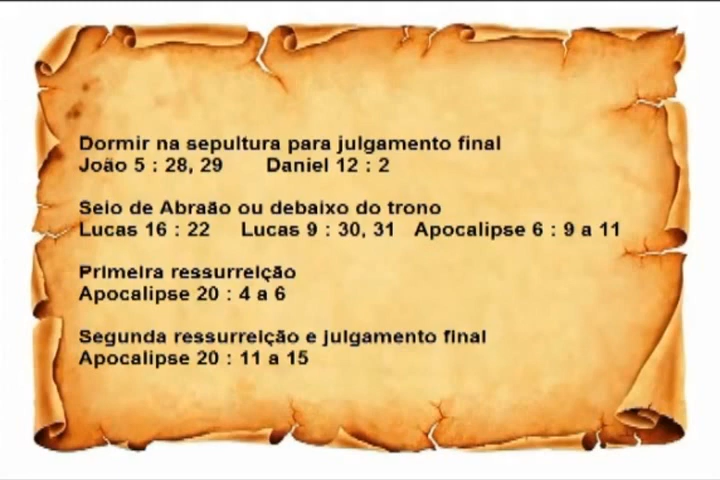 Dormir na sepultura para julgamento final
João 5 : 28, 29 Daniel 12 : 2
Seio de Abraão ou debaixo do trono
Lucas 16 : 22 Lucas 9 : 30, 31 Apocalipse 6 : 9 a 11
Primeira ressurreição
Apocalipse 20 : 4 a 6
Segunda ressurreição e julgamento final
Apocalipse 20 : 11 a 15